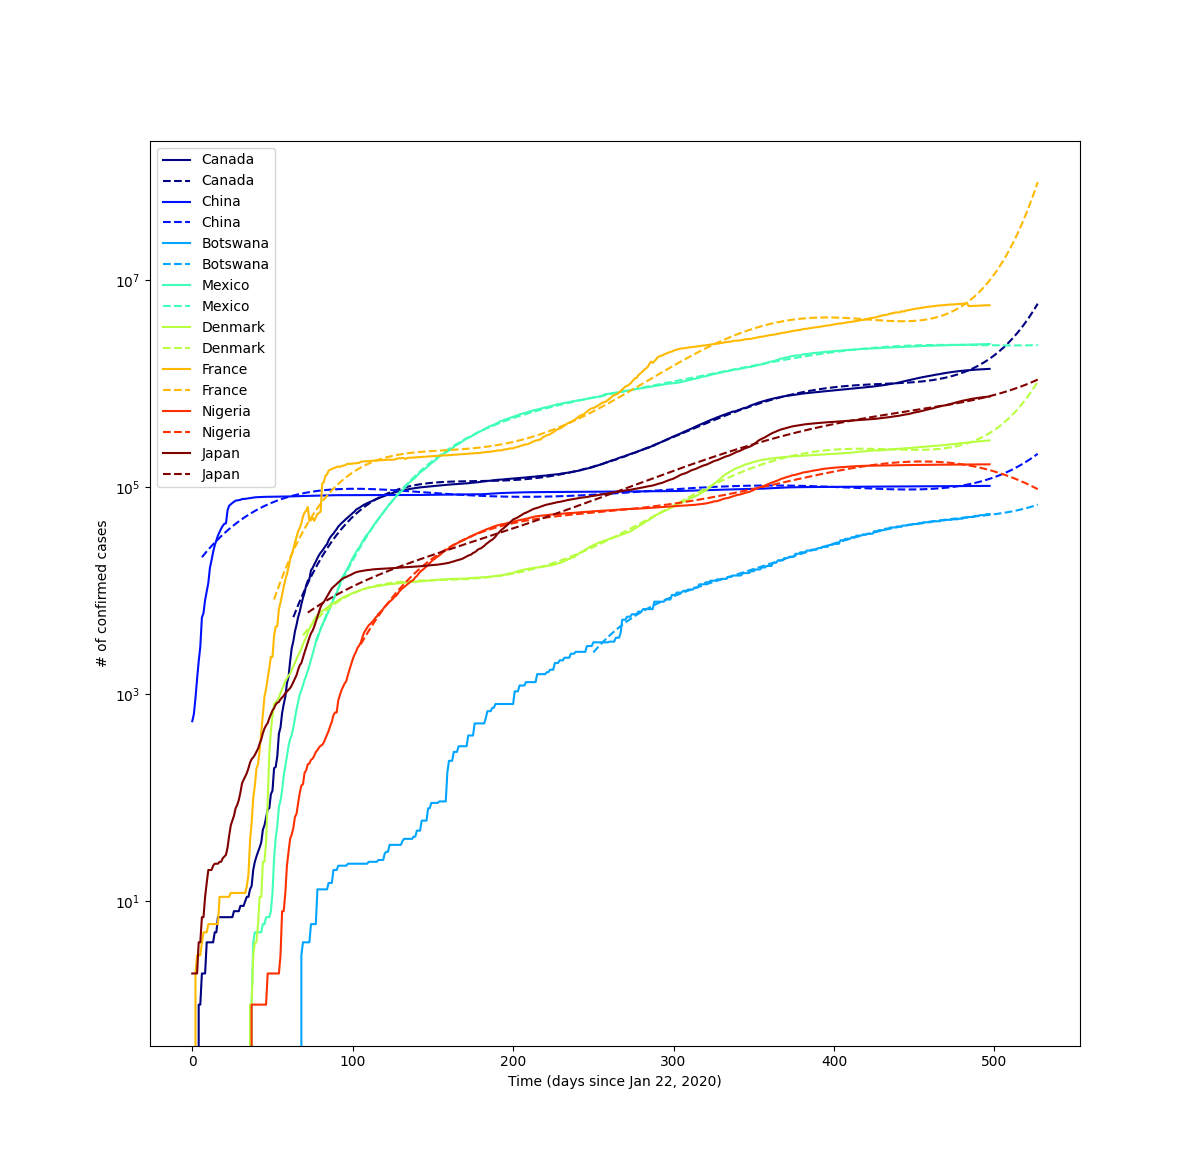 Canada
Canada
China
China
Botswana
Botswana
Mexico
Mexico
Denmark
Denmark
France
France
Nigeria
Nigeria
Japan
Japan
10^7
10^5
10^3
10^1
# of confirmed cases
0 100 200 300 400 500
Time (days since Jan 22, 2020)